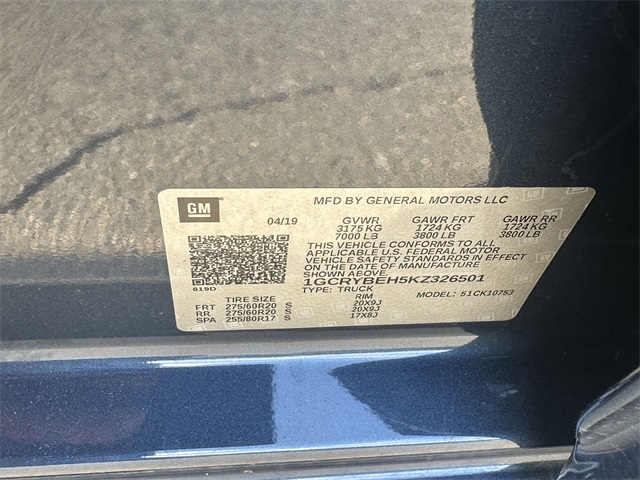 GM
MFD BY GENERAL MOTORS LLC
04/19 GVWR GAWR FRT GAWR RR
3175 KG 1724 KG 1724 KG
7000 LB 3800 LB 3800 LB
THIS VEHICLE CONFORMS TO ALL
APPLICABLE U.S. FEDERAL MOTOR
VEHICLE SAFETY STANDARDS IN EFFECT
ON THE DATE OF MANUFACTURE
SHOWN ABOVE.
619D
1GCRYBEH5KZ326501
TYPE: TRUCK MODEL: 51CK10753
TIRE SIZE RIM
FRT 275/60R20 S 20X9J
RR 275/60R20 S 20X9J
SPA 255/80R17 S 17X8J